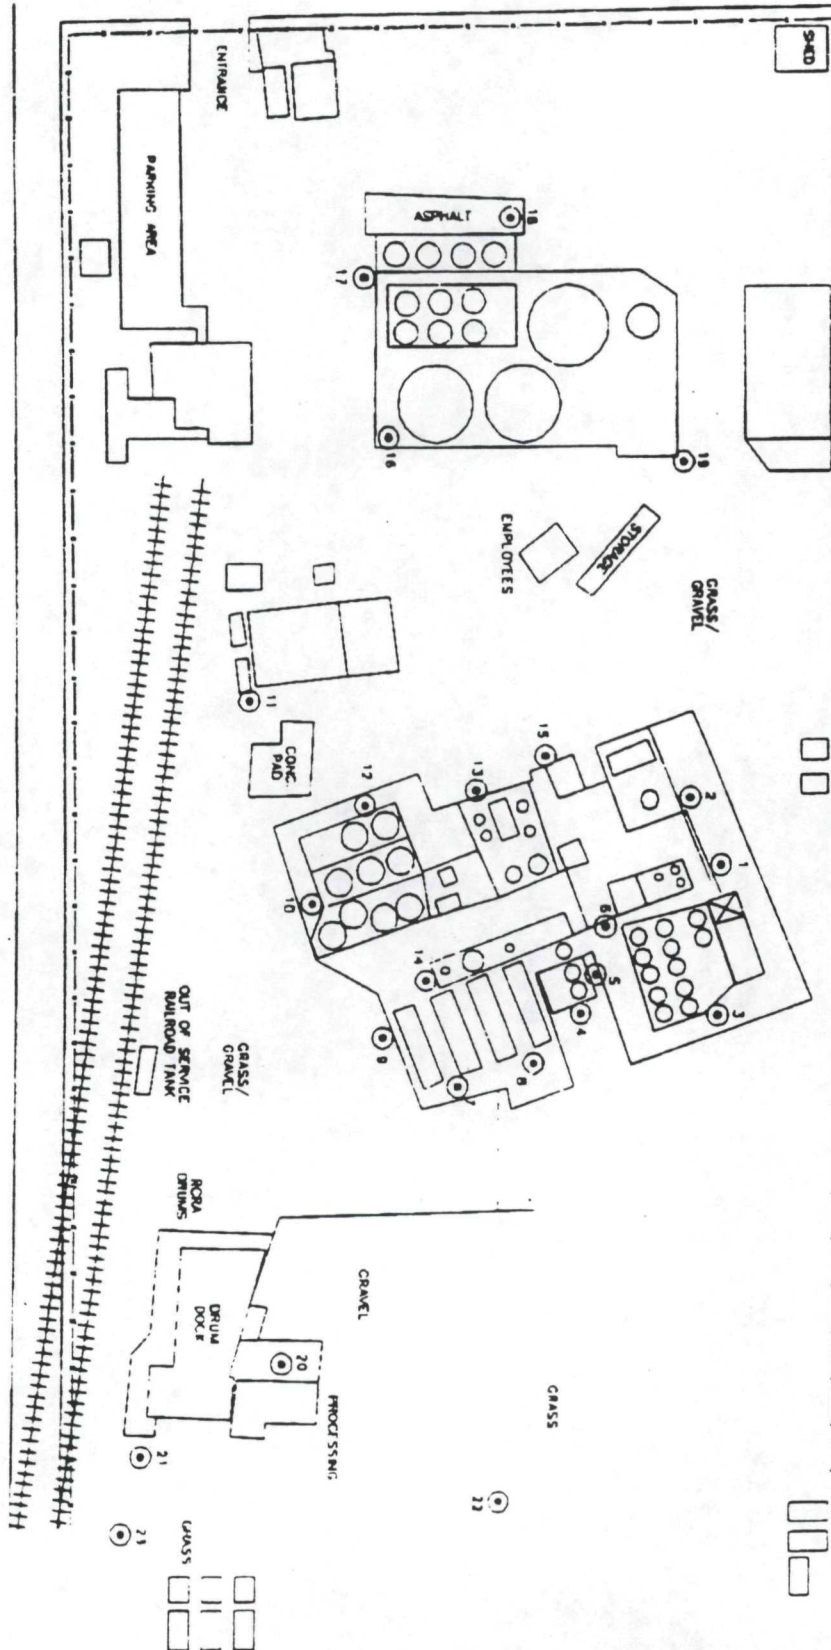 SHED
ENTRANCE
PARKING AREA
ASPHALT
18
17
16
19
EMPLOYEES
STORAGE
GRASS/
GRAVEL
11
CONC
PAD
12
13
15
2
1
10
6
5
14
4
3
9
8
7
OUT OF SERVICE
RAILROAD TANK
GRASS/
GRAVEL
RCRA
DRUMS
GRAVEL
DRUM
DOCK
20
PROCESSING
GRASS
21
22
23
GRASS